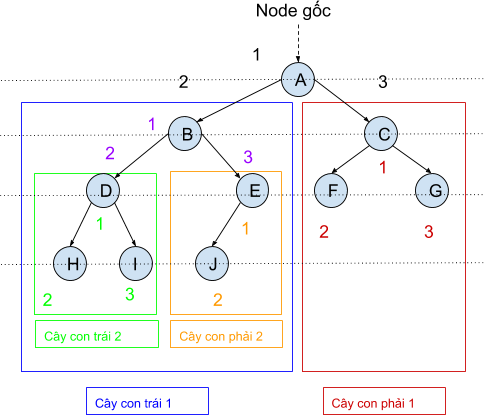 Node gốc
1
2
A
3
1
B
C
2
3
1
D
E
F
G
1
1
2
3
H
I
J
2
3
2
Cây con trái 2
Cây con phải 2
Cây con trái 1
Cây con phải 1